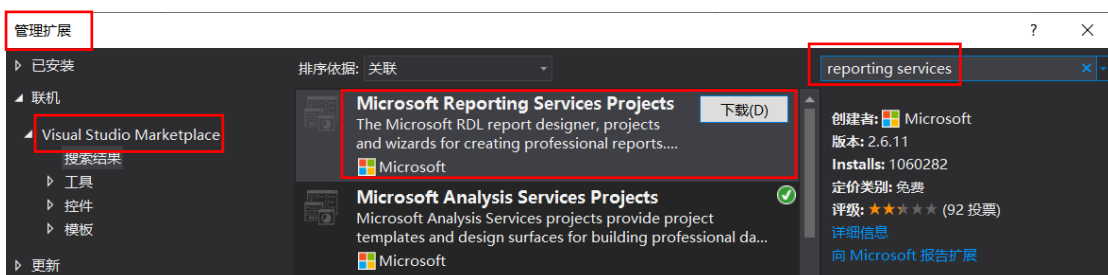 管理扩展
?
已安装
联机
Visual Studio Marketplace
搜索结果
工具
控件
模板
更新
排序依据: 关联
Microsoft Reporting Services Projects
下载(D)
The Microsoft RDL report designer, projects
and wizards for creating professional reports....
Microsoft
Microsoft Analysis Services Projects
Microsoft Analysis Services projects provide project
templates and design surfaces for building professional da...
Microsoft
reporting services
创建者: Microsoft
版本: 2.6.11
Installs: 1060282
定价类别: 免费
评级: (92 投票)
详细信息
向 Microsoft 报告扩展